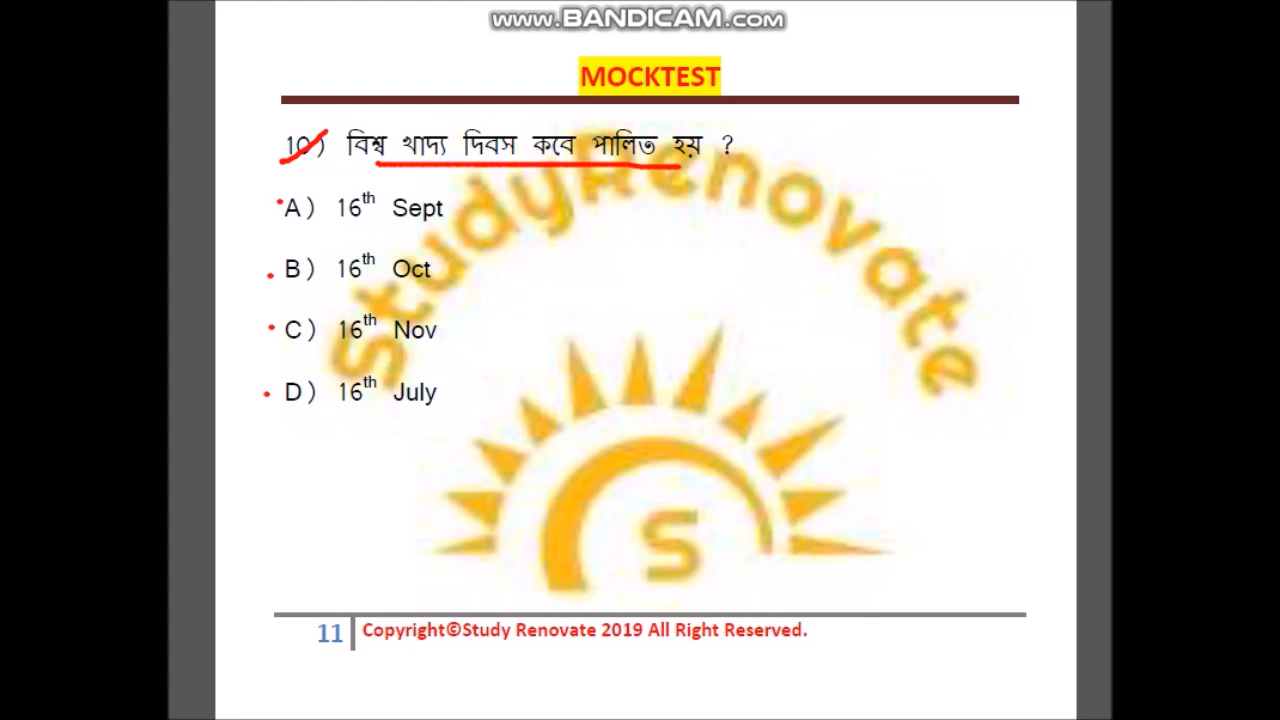 www.BANDICAM.com
MOCKTEST
10) বিশ্ব খাদ্য দিবস কবে পালিত হয় ?
A) 16th Sept
B) 16th Oct
C) 16th Nov
D) 16th July
StudyRenovate
S
11 Copyright©Study Renovate 2019 All Right Reserved.